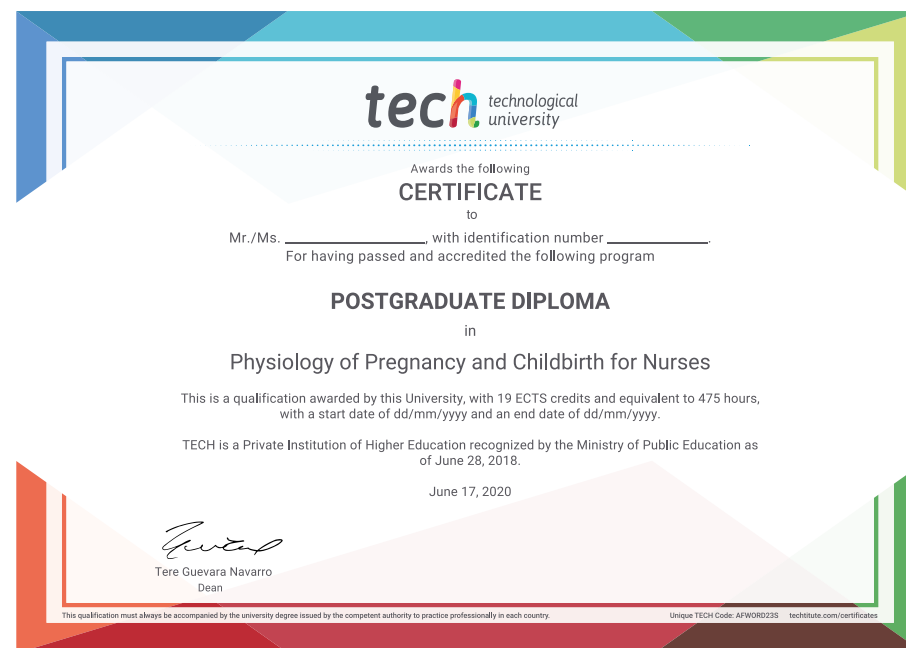 tech technological
university
Awards the following
CERTIFICATE
to
Mr./Ms. ____________________, with identification number ______________.
For having passed and accredited the following program
POSTGRADUATE DIPLOMA
in
Physiology of Pregnancy and Childbirth for Nurses
This is a qualification awarded by this University, with 19 ECTS credits and equivalent to 475 hours,
with a start date of dd/mm/yyyy and an end date of dd/mm/yyyy.
TECH is a Private Institution of Higher Education recognized by the Ministry of Public Education as
of June 28, 2018.
June 17, 2020
Tere Guevara Navarro
Dean
This qualification must always be accompanied by the university degree issued by the competent authority to practice professionally in each country. Unique TECH Code: AFWORD23S techtitute.com/certificates